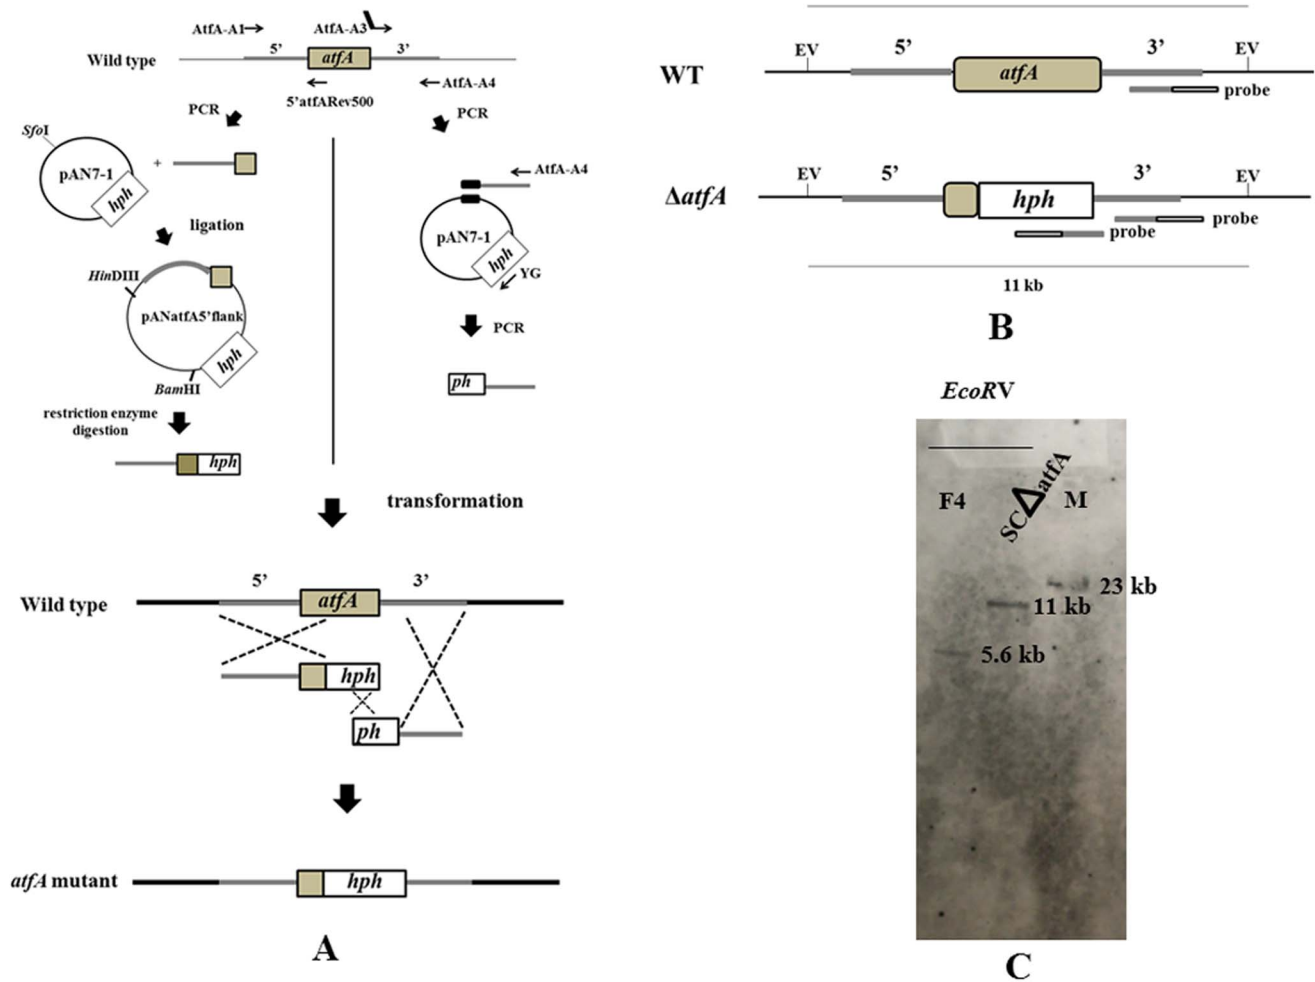 AtfA-A1
AtfA-A3
Wild type
5’
atfA
3’
AtfA-A4
5’atfARev500
PCR
PCR
SfoI
pAN7-1
hph
+
AtfA-A4
pAN7-1
hph
YG
ligation
HinDIII
pANatfA5’flank
hph
BamHI
PCR
ph
restriction enzyme
digestion
hph
transformation
5’
3’
Wild type
atfA
hph
ph
atfA mutant
hph
A
EV
5’
3’
EV
WT
atfA
probe
EV
5’
3’
EV
ΔatfA
hph
probe
probe
11 kb
B
EcoRV
F4
SCΔatfA
M
23 kb
11 kb
5.6 kb
C